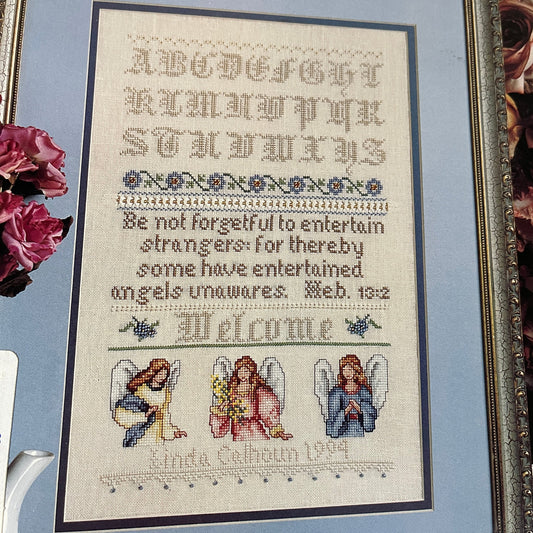 ABCDEFGHI
KLMNOPQR
STUVWXYS
Be not forgetful to entertain
strangers: for thereby
some have entertained
angels unawares. Heb. 13:2
Welcome
Linda Calhoun 1994